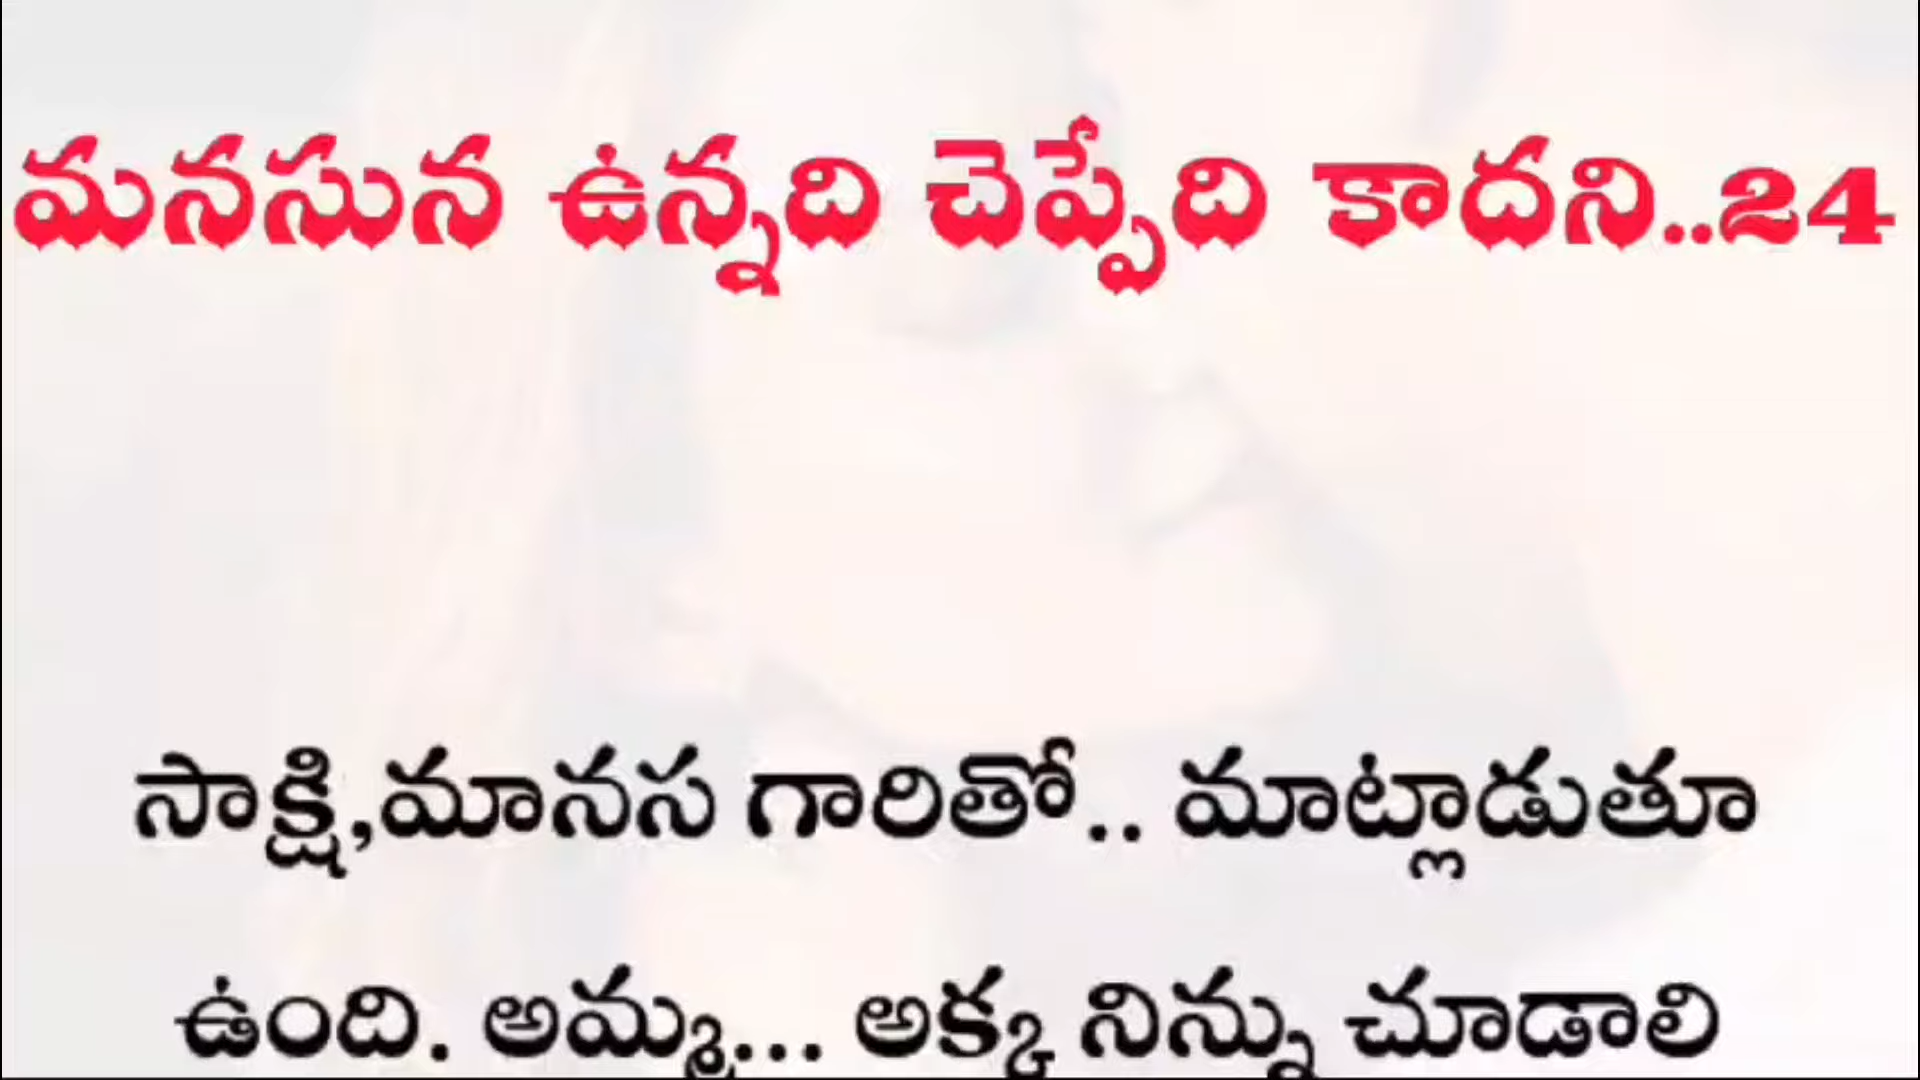 మనసున ఉన్నది చెప్పేది కాదని..24
సాక్షి,మానస గారితో.. మాట్లాడుతూ
ఉంది. అమ్మ... అక్క నిన్ను చూడాలి